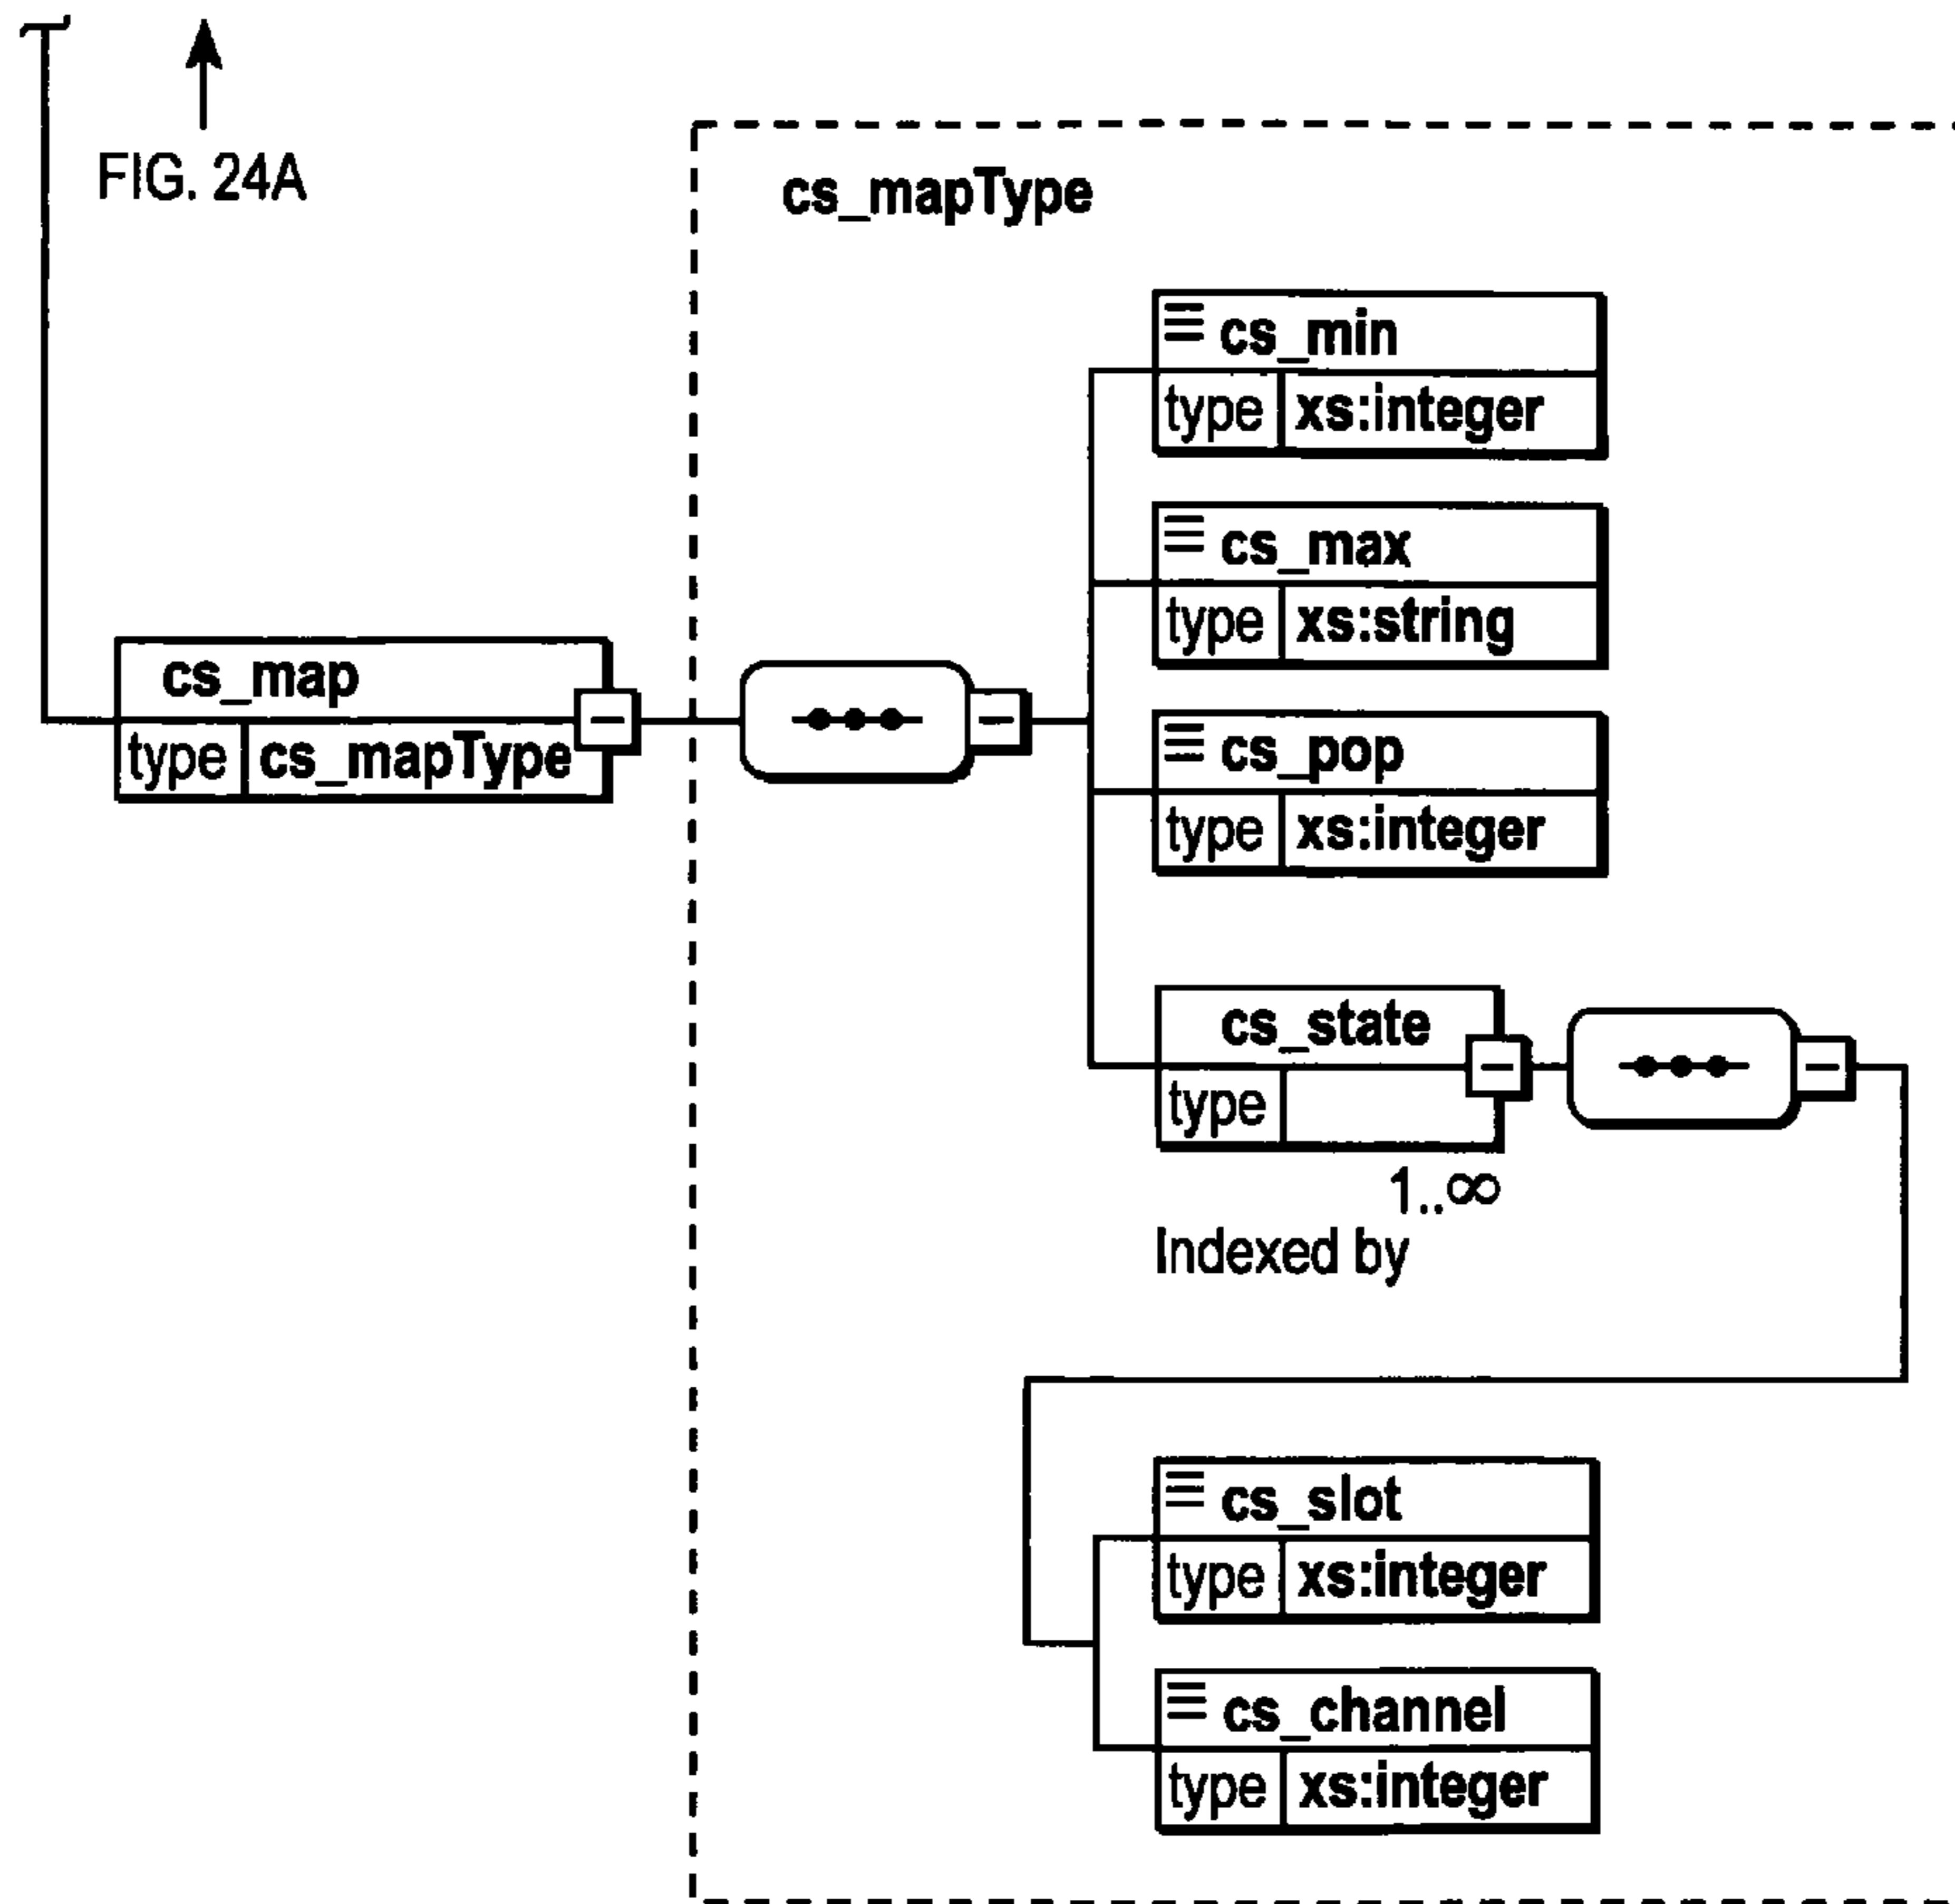 FIG. 24A
cs_mapType
cs_min
type xs:integer
cs_max
type xs:string
cs_map
type cs_mapType
cs_pop
type xs:integer
cs_state
type
1..∞
Indexed by
cs_slot
type xs:integer
cs_channel
type xs:integer